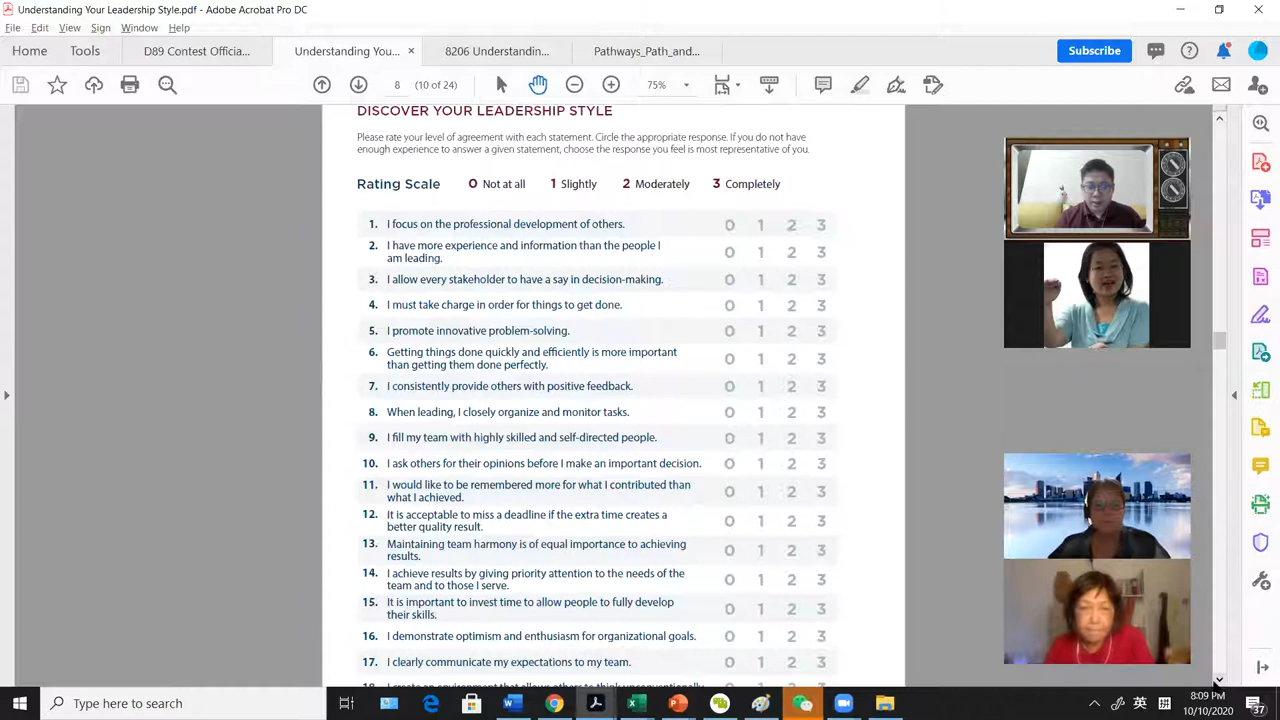 Understanding Your Leadership Style.pdf - Adobe Acrobat Pro DC
File Edit View Sign Window Help
Home Tools D89 Contest Officia... Understanding You... × 8206 Understandin... Pathways_Path_and... Subscribe
8 (10 of 24) 75%
DISCOVER YOUR LEADERSHIP STYLE
Please rate your level of agreement with each statement. Circle the appropriate response. If you do not have
enough experience to answer a given statement, choose the response you feel is most representative of you.
Rating Scale 0 Not at all 1 Slightly 2 Moderately 3 Completely
1. I focus on the professional development of others. 0 1 2 3
2. I have more experience and information than the people I
am leading. 0 1 2 3
3. I allow every stakeholder to have a say in decision-making. 0 1 2 3
4. I must take charge in order for things to get done. 0 1 2 3
5. I promote innovative problem-solving. 0 1 2 3
6. Getting things done quickly and efficiently is more important
than getting them done perfectly. 0 1 2 3
7. I consistently provide others with positive feedback. 0 1 2 3
8. When leading, I closely organize and monitor tasks. 0 1 2 3
9. I fill my team with highly skilled and self-directed people. 0 1 2 3
10. I ask others for their opinions before I make an important decision. 0 1 2 3
11. I would like to be remembered more for what I contributed than
what I achieved. 0 1 2 3
12. It is acceptable to miss a deadline if the extra time creates a
better quality result. 0 1 2 3
13. Maintaining team harmony is of equal importance to achieving
results. 0 1 2 3
14. I achieve results by giving priority attention to the needs of the
team and to those I serve. 0 1 2 3
15. It is important to invest time to allow people to fully develop
their skills. 0 1 2 3
16. I demonstrate optimism and enthusiasm for organizational goals. 0 1 2 3
17. I clearly communicate my expectations to my team. 0 1 2 3
Type here to search
英 拼 8:09 PM
10/10/2020 37